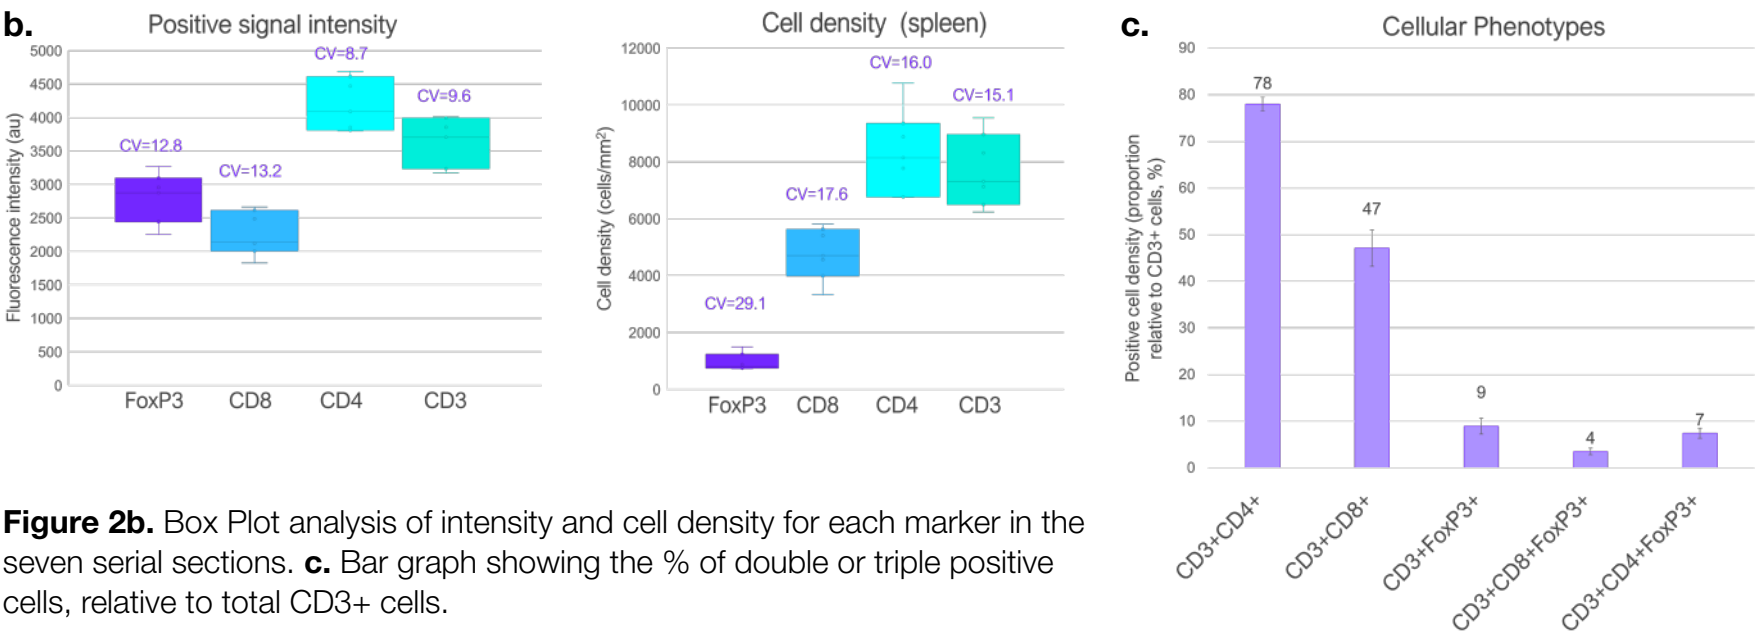 b.
Positive signal intensity
Fluorescence intensity (au)
5000
4500
4000
3500
3000
2500
2000
1500
1000
500
0
CV=12.8
CV=13.2
CV=8.7
CV=9.6
FoxP3 CD8 CD4 CD3
Cell density (spleen)
Cell density (cells/mm²)
12000
10000
8000
6000
4000
2000
0
CV=29.1
CV=17.6
CV=16.0
CV=15.1
FoxP3 CD8 CD4 CD3
c.
Cellular Phenotypes
Positive cell density (proportion
relative to CD3+ cells, %)
90
80
70
60
50
40
30
20
10
0
78
47
9
4
7
CD3+CD4+
CD3+CD8+
CD3+FoxP3+
CD3+CD8+FoxP3+
CD3+CD4+FoxP3+
Figure 2b. Box Plot analysis of intensity and cell density for each marker in the
seven serial sections. c. Bar graph showing the % of double or triple positive
cells, relative to total CD3+ cells.